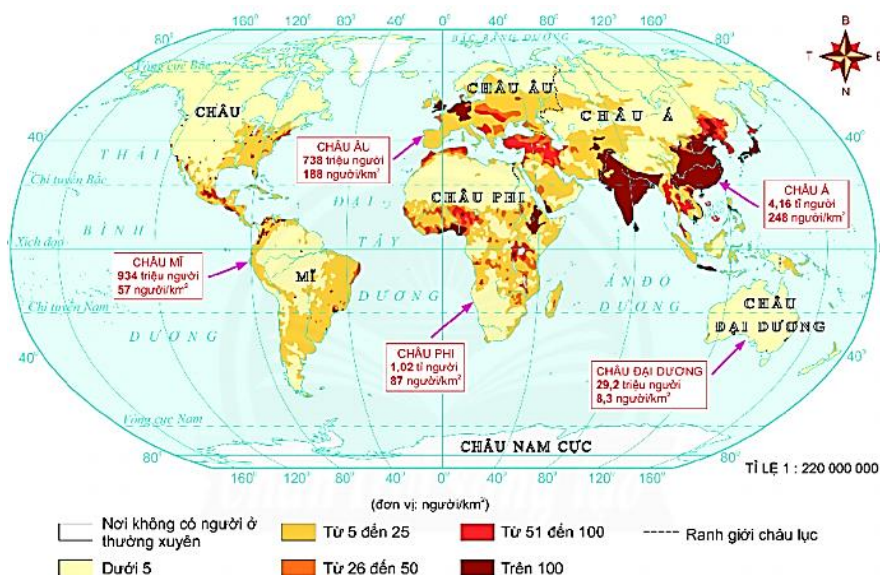 160° 120° 80° 40° 0° 40° 80° 120° 160°
80° 80°
B
T Đ
N
BẮC BĂNG DƯƠNG
Vòng cực Bắc
CHÂU ÂU
CHÂU
CHÂU Á
40° 40°
THÁI
CHÂU ÂU
738 triệu người
188 người/km²
Chí tuyến Bắc
ĐẠI
CHÂU PHI
CHÂU Á
4,16 tỉ người
248 người/km²
BÌNH
Xích đạo
TÂY
CHÂU MĨ
934 triệu người
57 người/km²
MĨ
DƯƠNG
ẤN ĐỘ
DƯƠNG
CHÂU
ĐẠI DƯƠNG
Chí tuyến Nam
DƯƠNG
CHÂU PHI
1,02 tỉ người
87 người/km²
CHÂU ĐẠI DƯƠNG
29,2 triệu người
8,3 người/km²
40° 40°
Vòng cực Nam
CHÂU NAM CỰC
80° 80°
160° 120° 80° 40° 0° 40° 80° 120° 160°
TỈ LỆ 1 : 220 000 000
(đơn vị: người/km²)
Nơi không có người ở
thường xuyên
Từ 5 đến 25
Từ 51 đến 100
Ranh giới châu lục
Dưới 5
Từ 26 đến 50
Trên 100